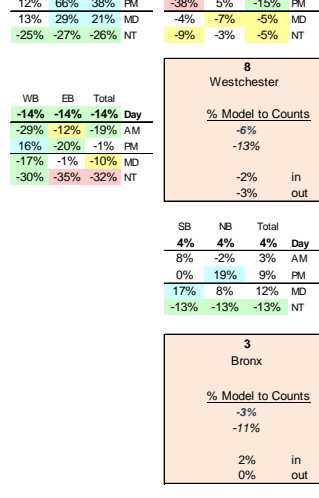 12% 66% 38% PM -38% 5% -15% PM
13% 29% 21% MD -4% -7% -5% MD
-25% -27% -26% NT -9% -3% -5% NT
8
Westchester
WB EB Total
% Model to Counts
-14% -14% -14% Day
-6%
-29% -12% -19% AM
-13%
16% -20% -1% PM
-17% -1% -10% MD
-2% in
-30% -35% -32% NT
-3% out
SB NB Total
4% 4% 4% Day
8% -2% 3% AM
0% 19% 9% PM
17% 8% 12% MD
-13% -13% -13% NT
3
Bronx
% Model to Counts
-3%
-11%
2% in
0% out